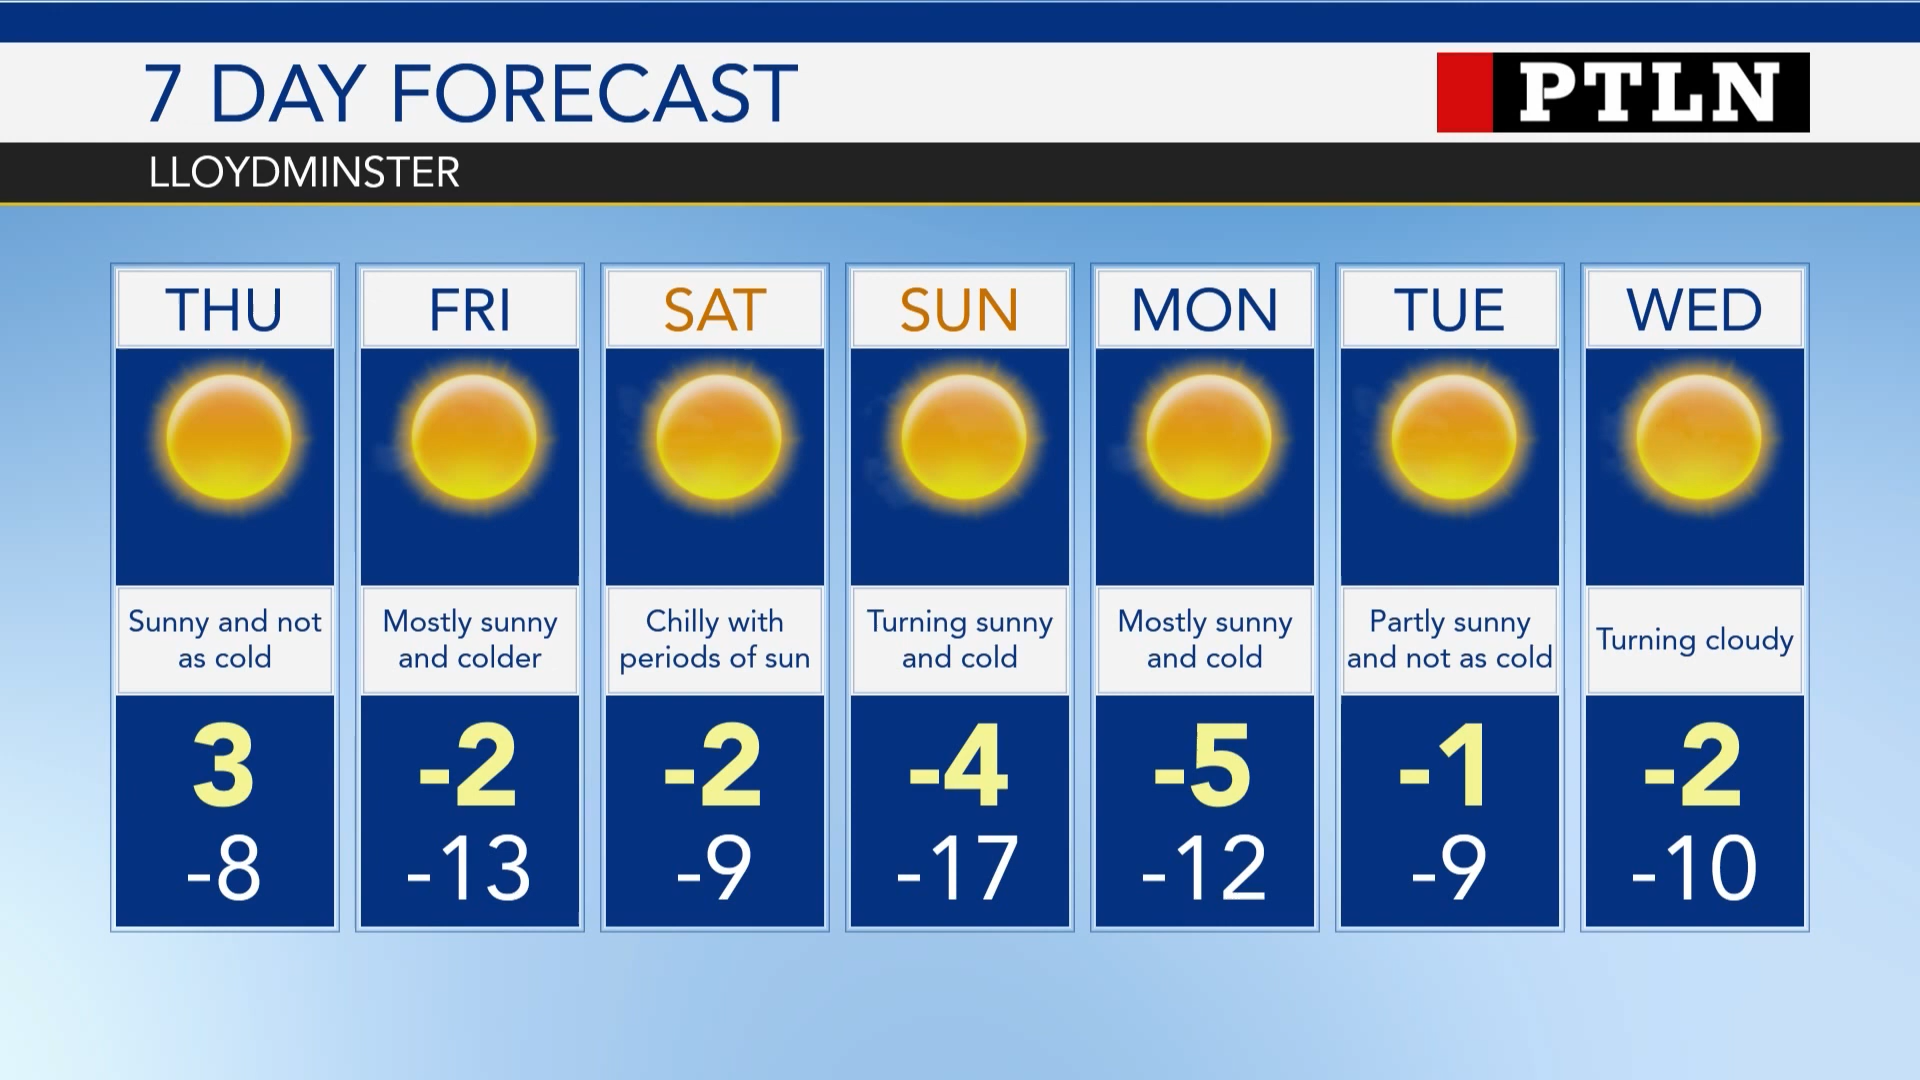 7 DAY FORECAST
PTLN
LLOYDMINSTER
THU
Sunny and not
as cold
3
-8
FRI
Mostly sunny
and colder
-2
-13
SAT
Chilly with
periods of sun
-2
-9
SUN
Turning sunny
and cold
-4
-17
MON
Mostly sunny
and cold
-5
-12
TUE
Partly sunny
and not as cold
-1
-9
WED
Turning cloudy
-2
-10